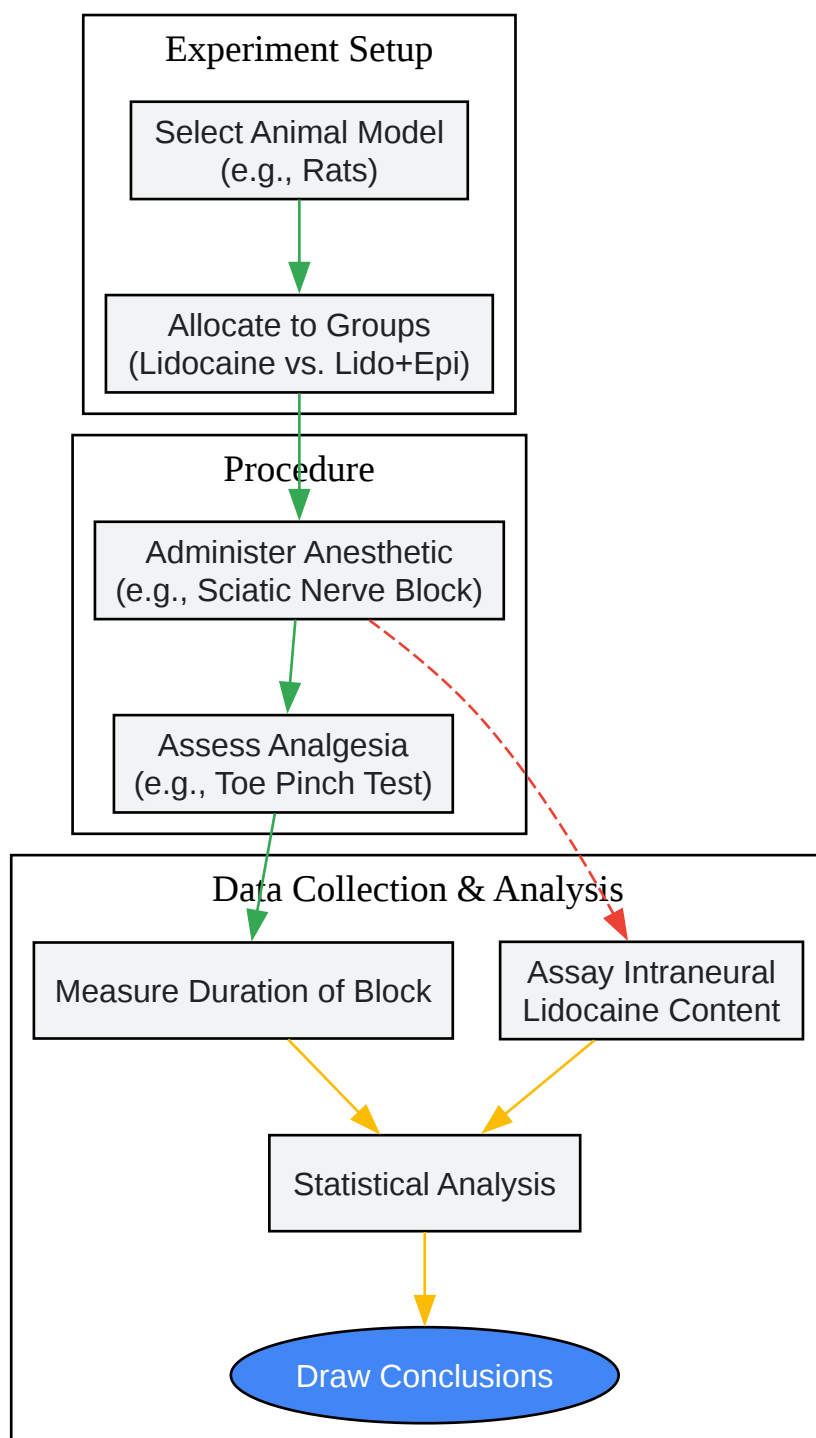 Experiment Setup
Select Animal Model
(e.g., Rats)
Allocate to Groups
(Lidocaine vs. Lido+Epi)
Procedure
Administer Anesthetic
(e.g., Sciatic Nerve Block)
Assess Analgesia
(e.g., Toe Pinch Test)
Data Collection & Analysis
Measure Duration of Block
Assay Intraneural
Lidocaine Content
Statistical Analysis
Draw Conclusions